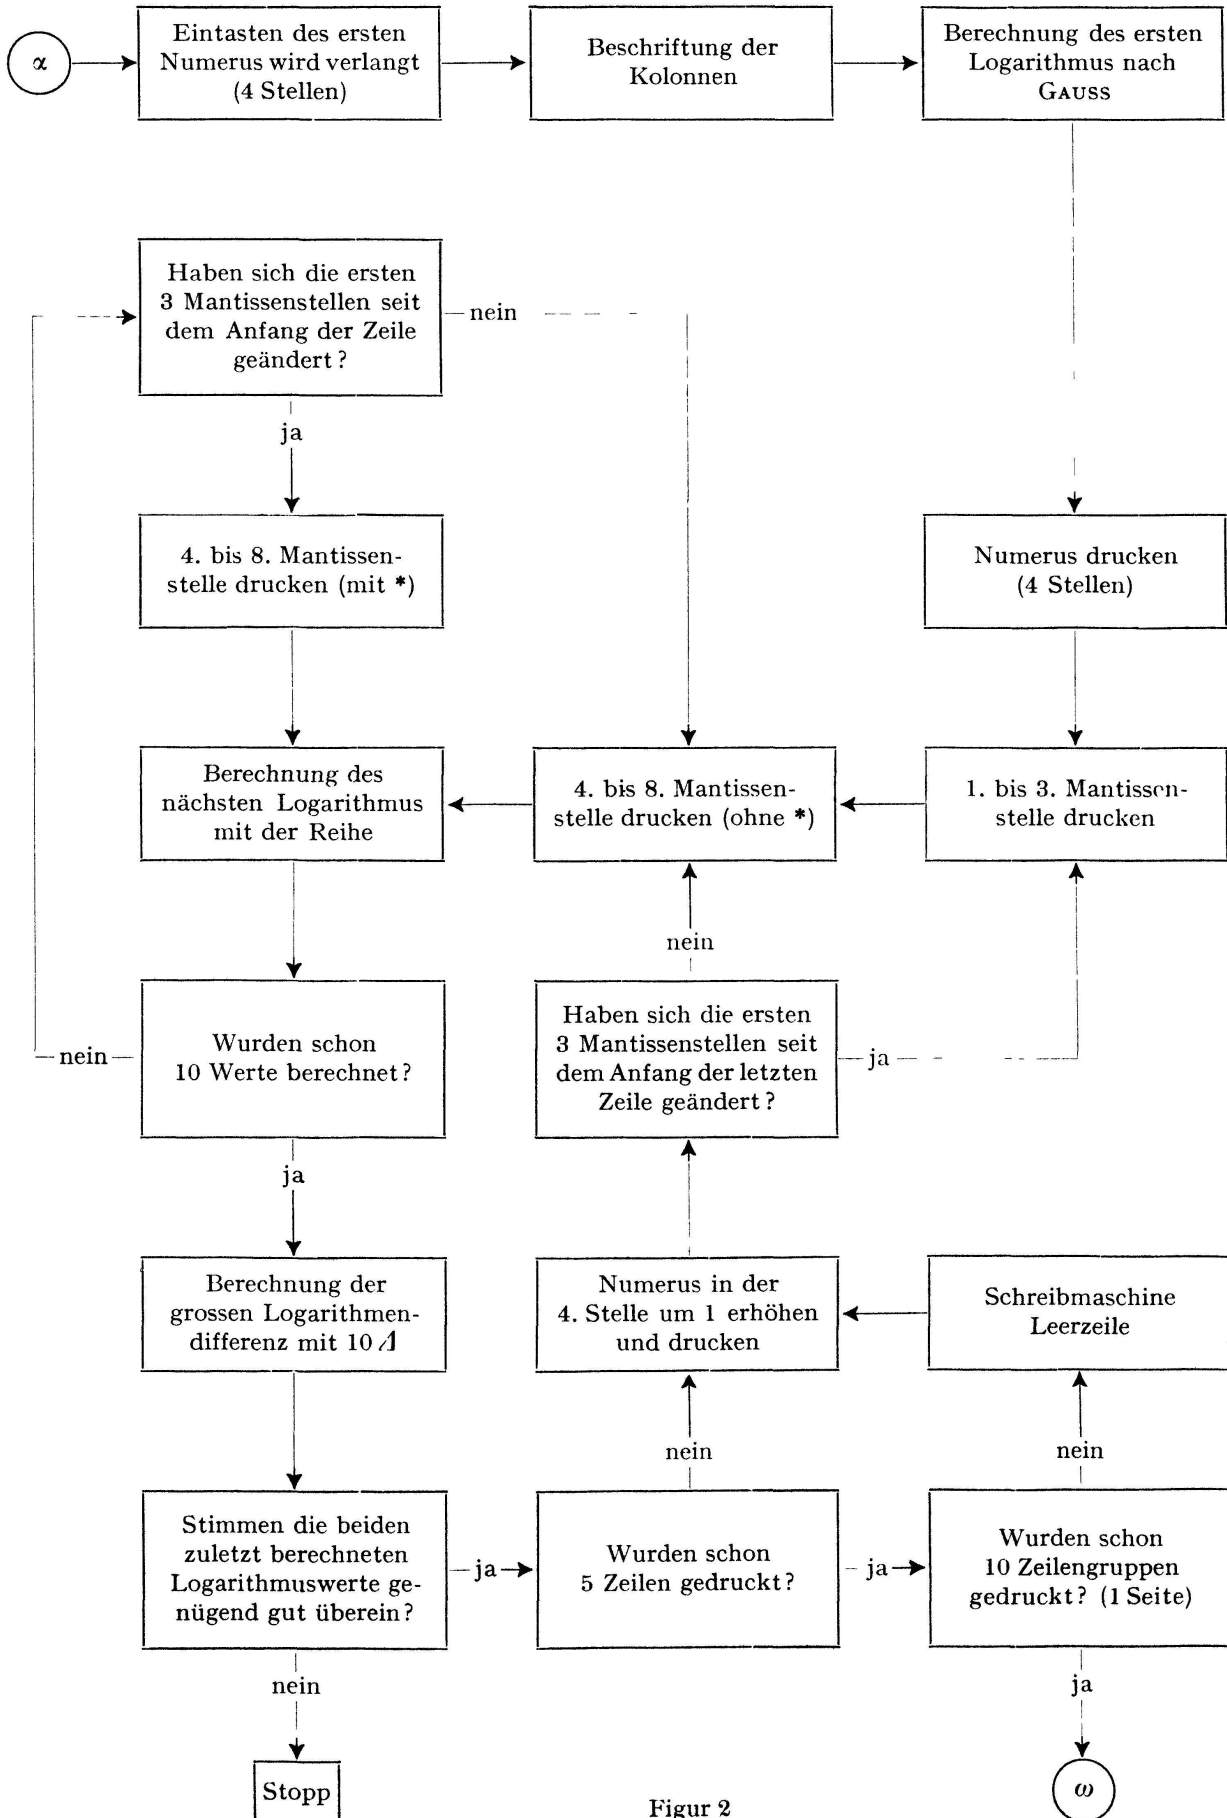 α
Eintasten des ersten
Numerus wird verlangt
(4 Stellen)
Beschriftung der
Kolonnen
Berechnung des ersten
Logarithmus nach
GAUSS
Haben sich die ersten
3 Mantissenstellen seit
dem Anfang der Zeile
geändert?
nein
ja
4. bis 8. Mantissen-
stelle drucken (mit *)
Numerus drucken
(4 Stellen)
Berechnung des
nächsten Logarithmus
mit der Reihe
4. bis 8. Mantissen-
stelle drucken (ohne *)
1. bis 3. Mantissen-
stelle drucken
nein
nein
Wurden schon
10 Werte berechnet?
Haben sich die ersten
3 Mantissenstellen seit
dem Anfang der letzten
Zeile geändert?
ja
ja
Berechnung der
grossen Logarithmen-
differenz mit 10 Δ
Numerus in der
4. Stelle um 1 erhöhen
und drucken
Schreibmaschine
Leerzeile
nein
nein
Stimmen die beiden
zuletzt berechneten
Logarithmuswerte ge-
nügend gut überein?
ja
Wurden schon
5 Zeilen gedruckt?
ja
Wurden schon
10 Zeilengruppen
gedruckt? (1 Seite)
nein
ja
Stopp
ω
Figur 2